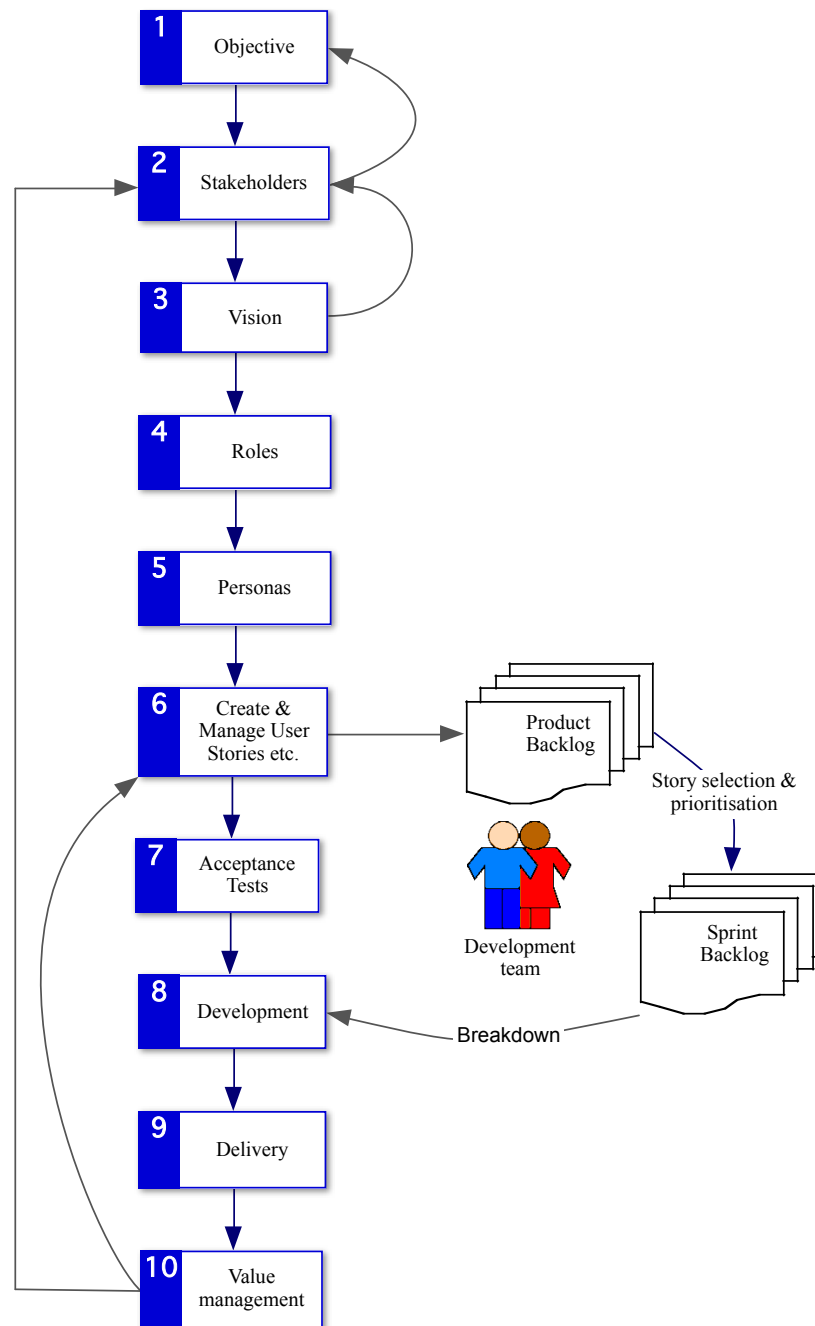 1
Objective
2
Stakeholders
3
Vision
4
Roles
5
Personas
6
Create &
Manage User
Stories etc.
Product
Backlog
Story selection &
prioritisation
7
Acceptance
Tests
Development
team
Sprint
Backlog
8
Development
Breakdown
9
Delivery
10
Value
management